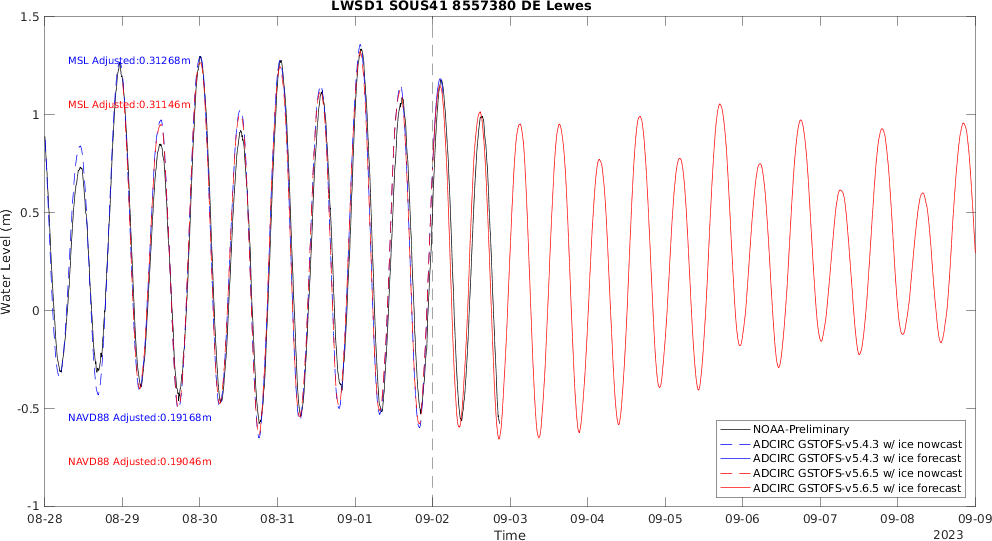 LWSD1 SOUS41 8557380 DE Lewes
1.5
1
0.5
0
-0.5
-1
Water Level (m)
MSL Adjusted:0.31268m
MSL Adjusted:0.31146m
NAVD88 Adjusted:0.19168m
NAVD88 Adjusted:0.19046m
NOAA-Preliminary
ADCIRC GSTOFS-v5.4.3 w/ ice nowcast
ADCIRC GSTOFS-v5.4.3 w/ ice forecast
ADCIRC GSTOFS-v5.6.5 w/ ice nowcast
ADCIRC GSTOFS-v5.6.5 w/ ice forecast
08-28 08-29 08-30 08-31 09-01 09-02 09-03 09-04 09-05 09-06 09-07 09-08 09-09
Time
2023